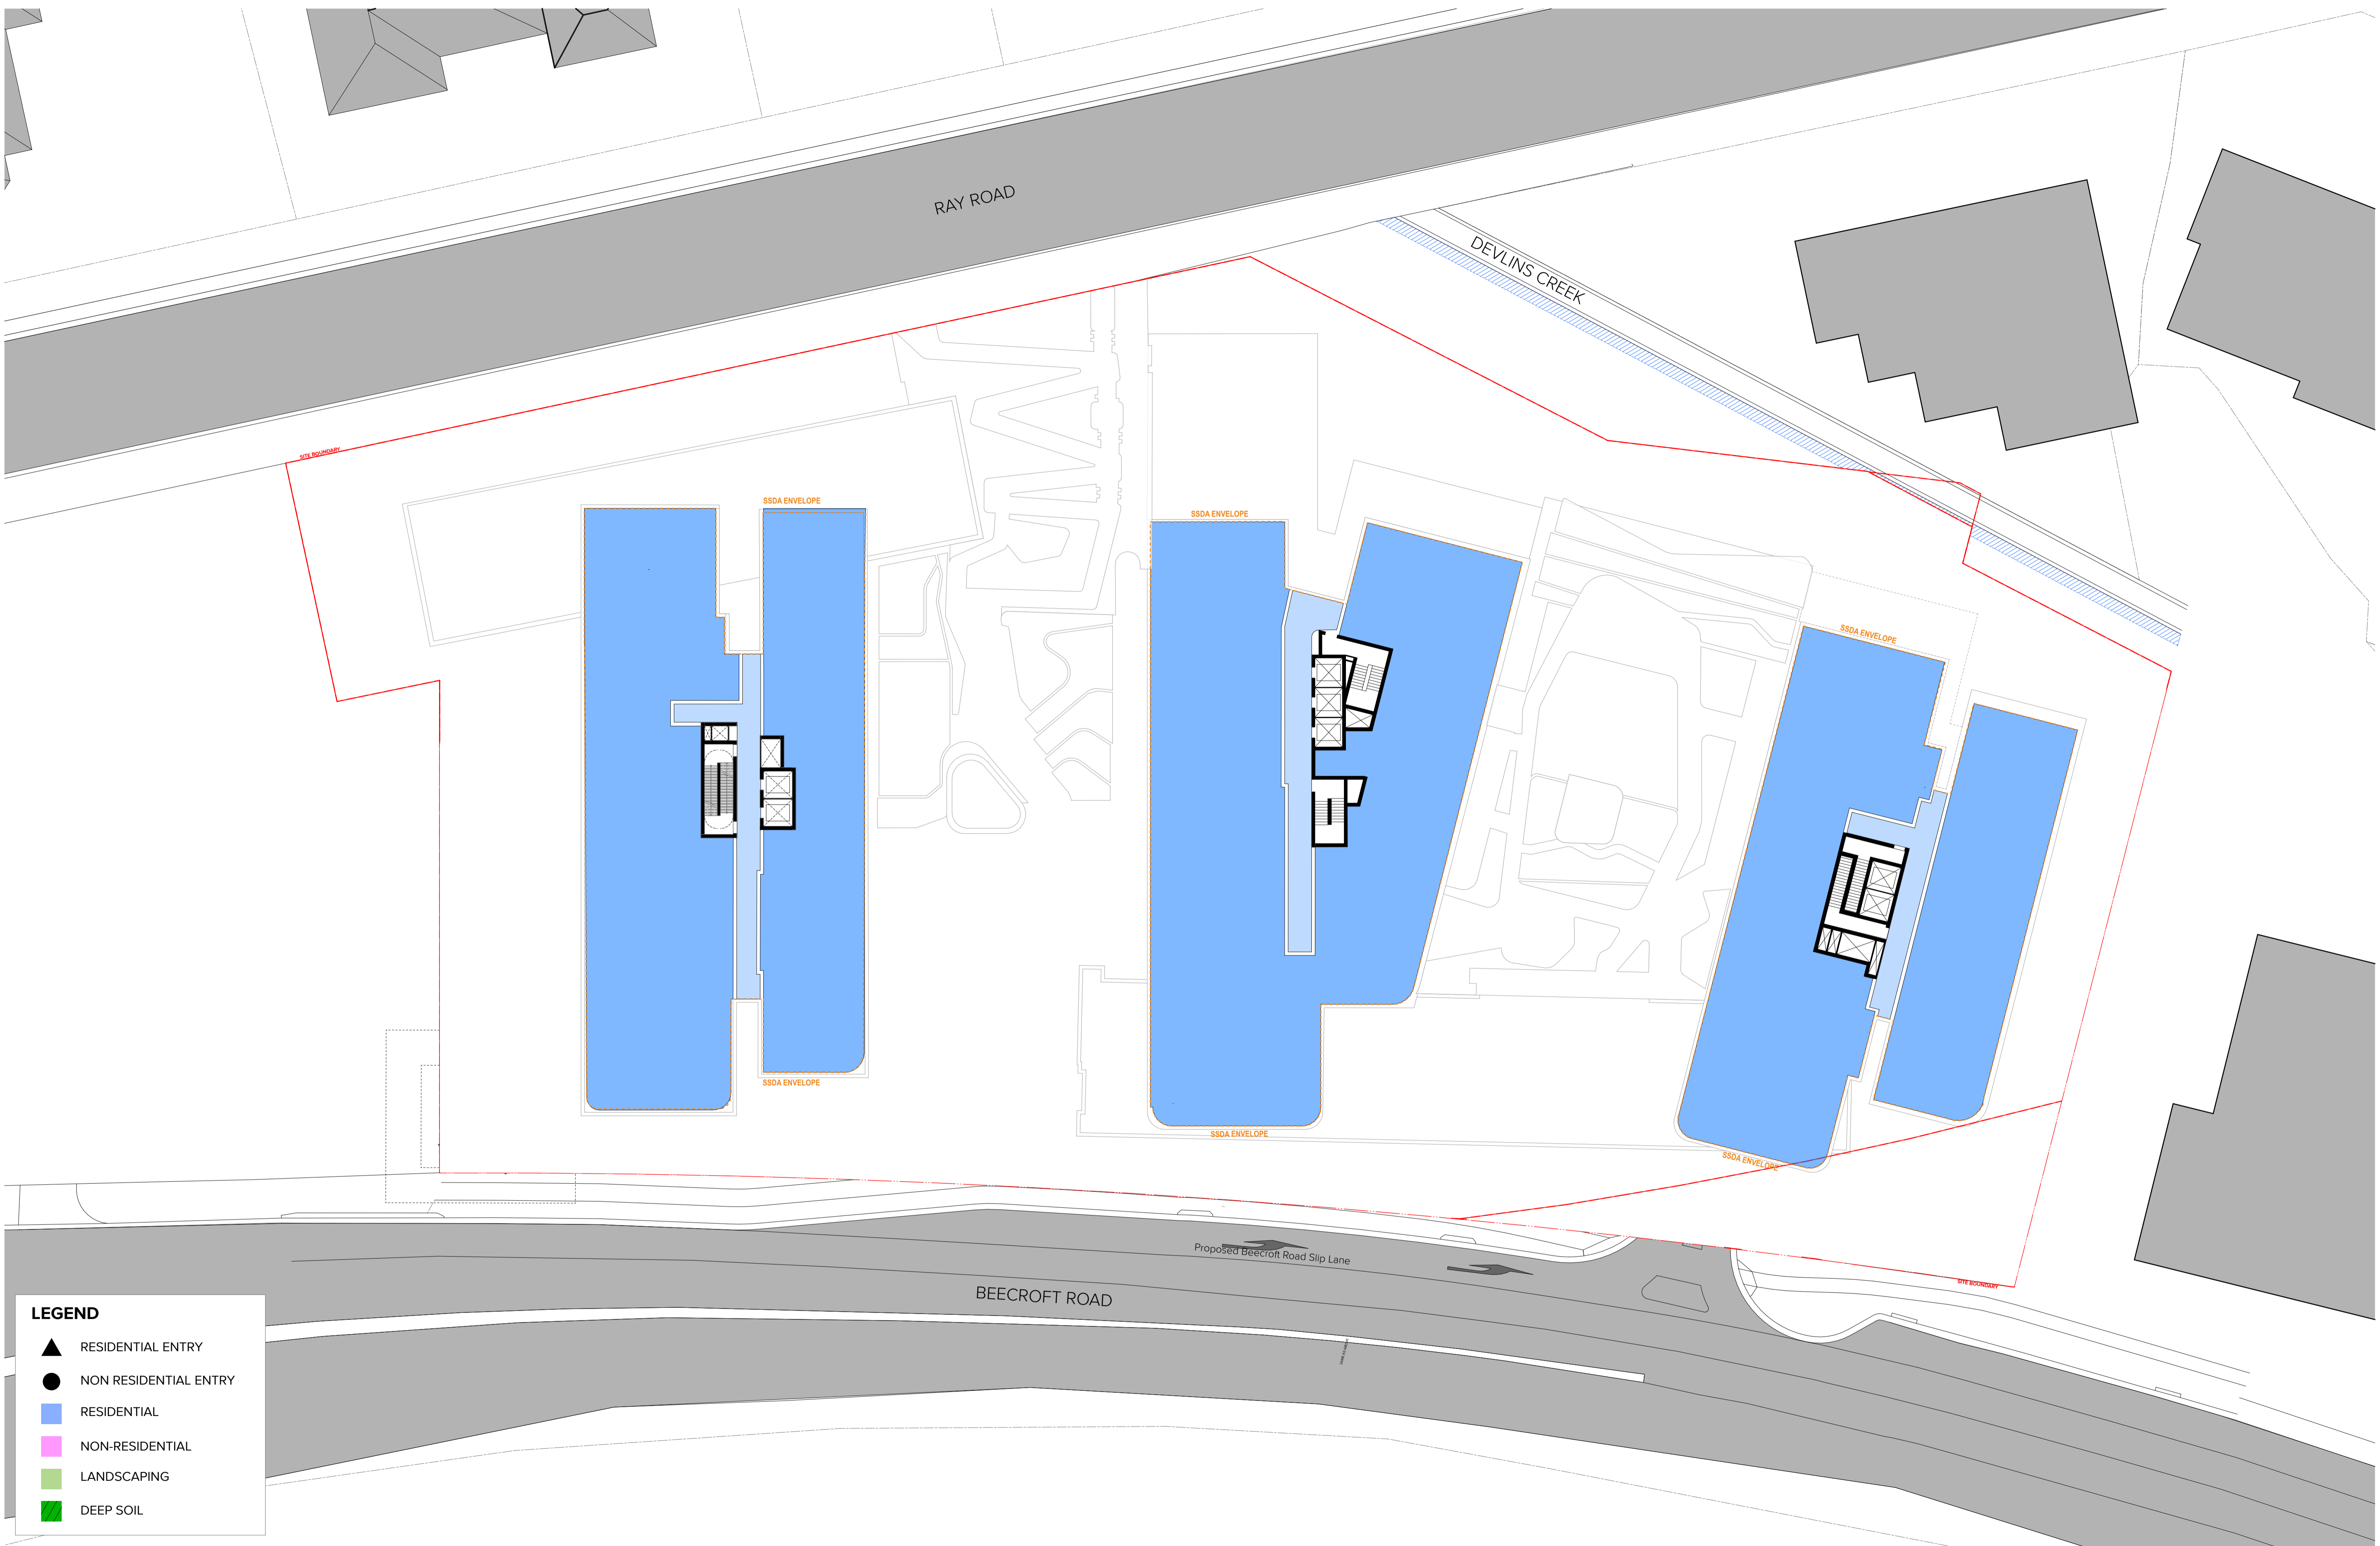 RAY ROAD
DEVLINS CREEK
SITE BOUNDARY
SSDA ENVELOPE
SSDA ENVELOPE
SSDA ENVELOPE
SSDA ENVELOPE
SSDA ENVELOPE
SSDA ENVELOPE
Proposed Beecroft Road Slip Lane
SITE BOUNDARY
BEECROFT ROAD
LEGEND
RESIDENTIAL ENTRY
NON RESIDENTIAL ENTRY
RESIDENTIAL
NON-RESIDENTIAL
LANDSCAPING
DEEP SOIL